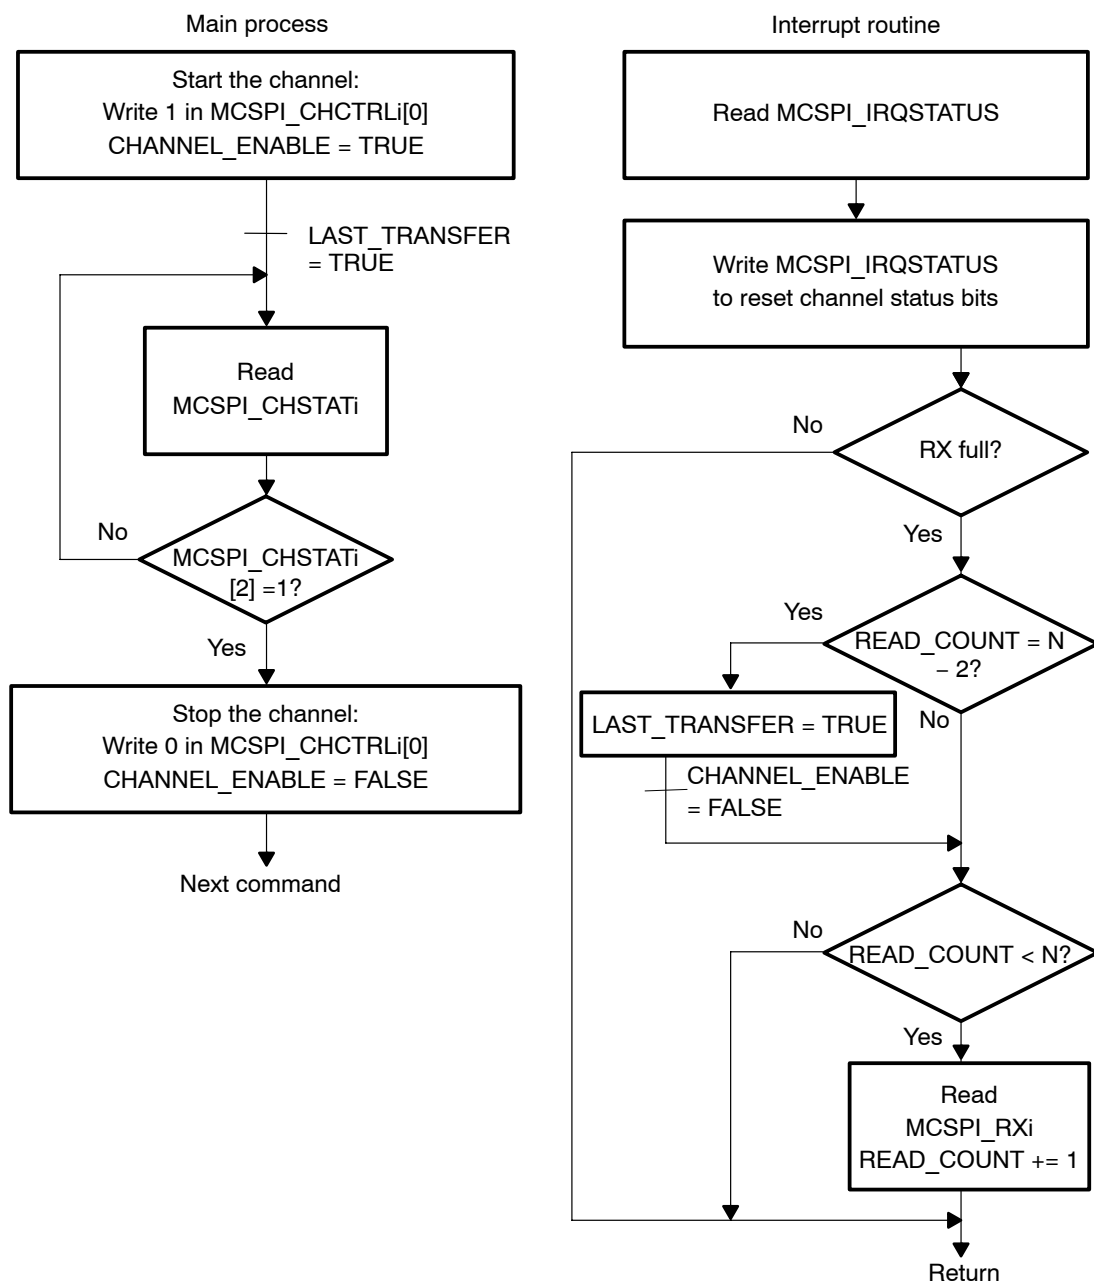 Main process
Start the channel:
Write 1 in MCSPI_CHCTRLi[0]
CHANNEL_ENABLE = TRUE
LAST_TRANSFER
= TRUE
Read
MCSPI_CHSTATi
No
MCSPI_CHSTATi
[2] =1?
Yes
Stop the channel:
Write 0 in MCSPI_CHCTRLi[0]
CHANNEL_ENABLE = FALSE
Next command
Interrupt routine
Read MCSPI_IRQSTATUS
Write MCSPI_IRQSTATUS
to reset channel status bits
No
RX full?
Yes
Yes
READ_COUNT = N
– 2?
No
LAST_TRANSFER = TRUE
CHANNEL_ENABLE
= FALSE
No
READ_COUNT < N?
Yes
Read
MCSPI_RXi
READ_COUNT += 1
Return